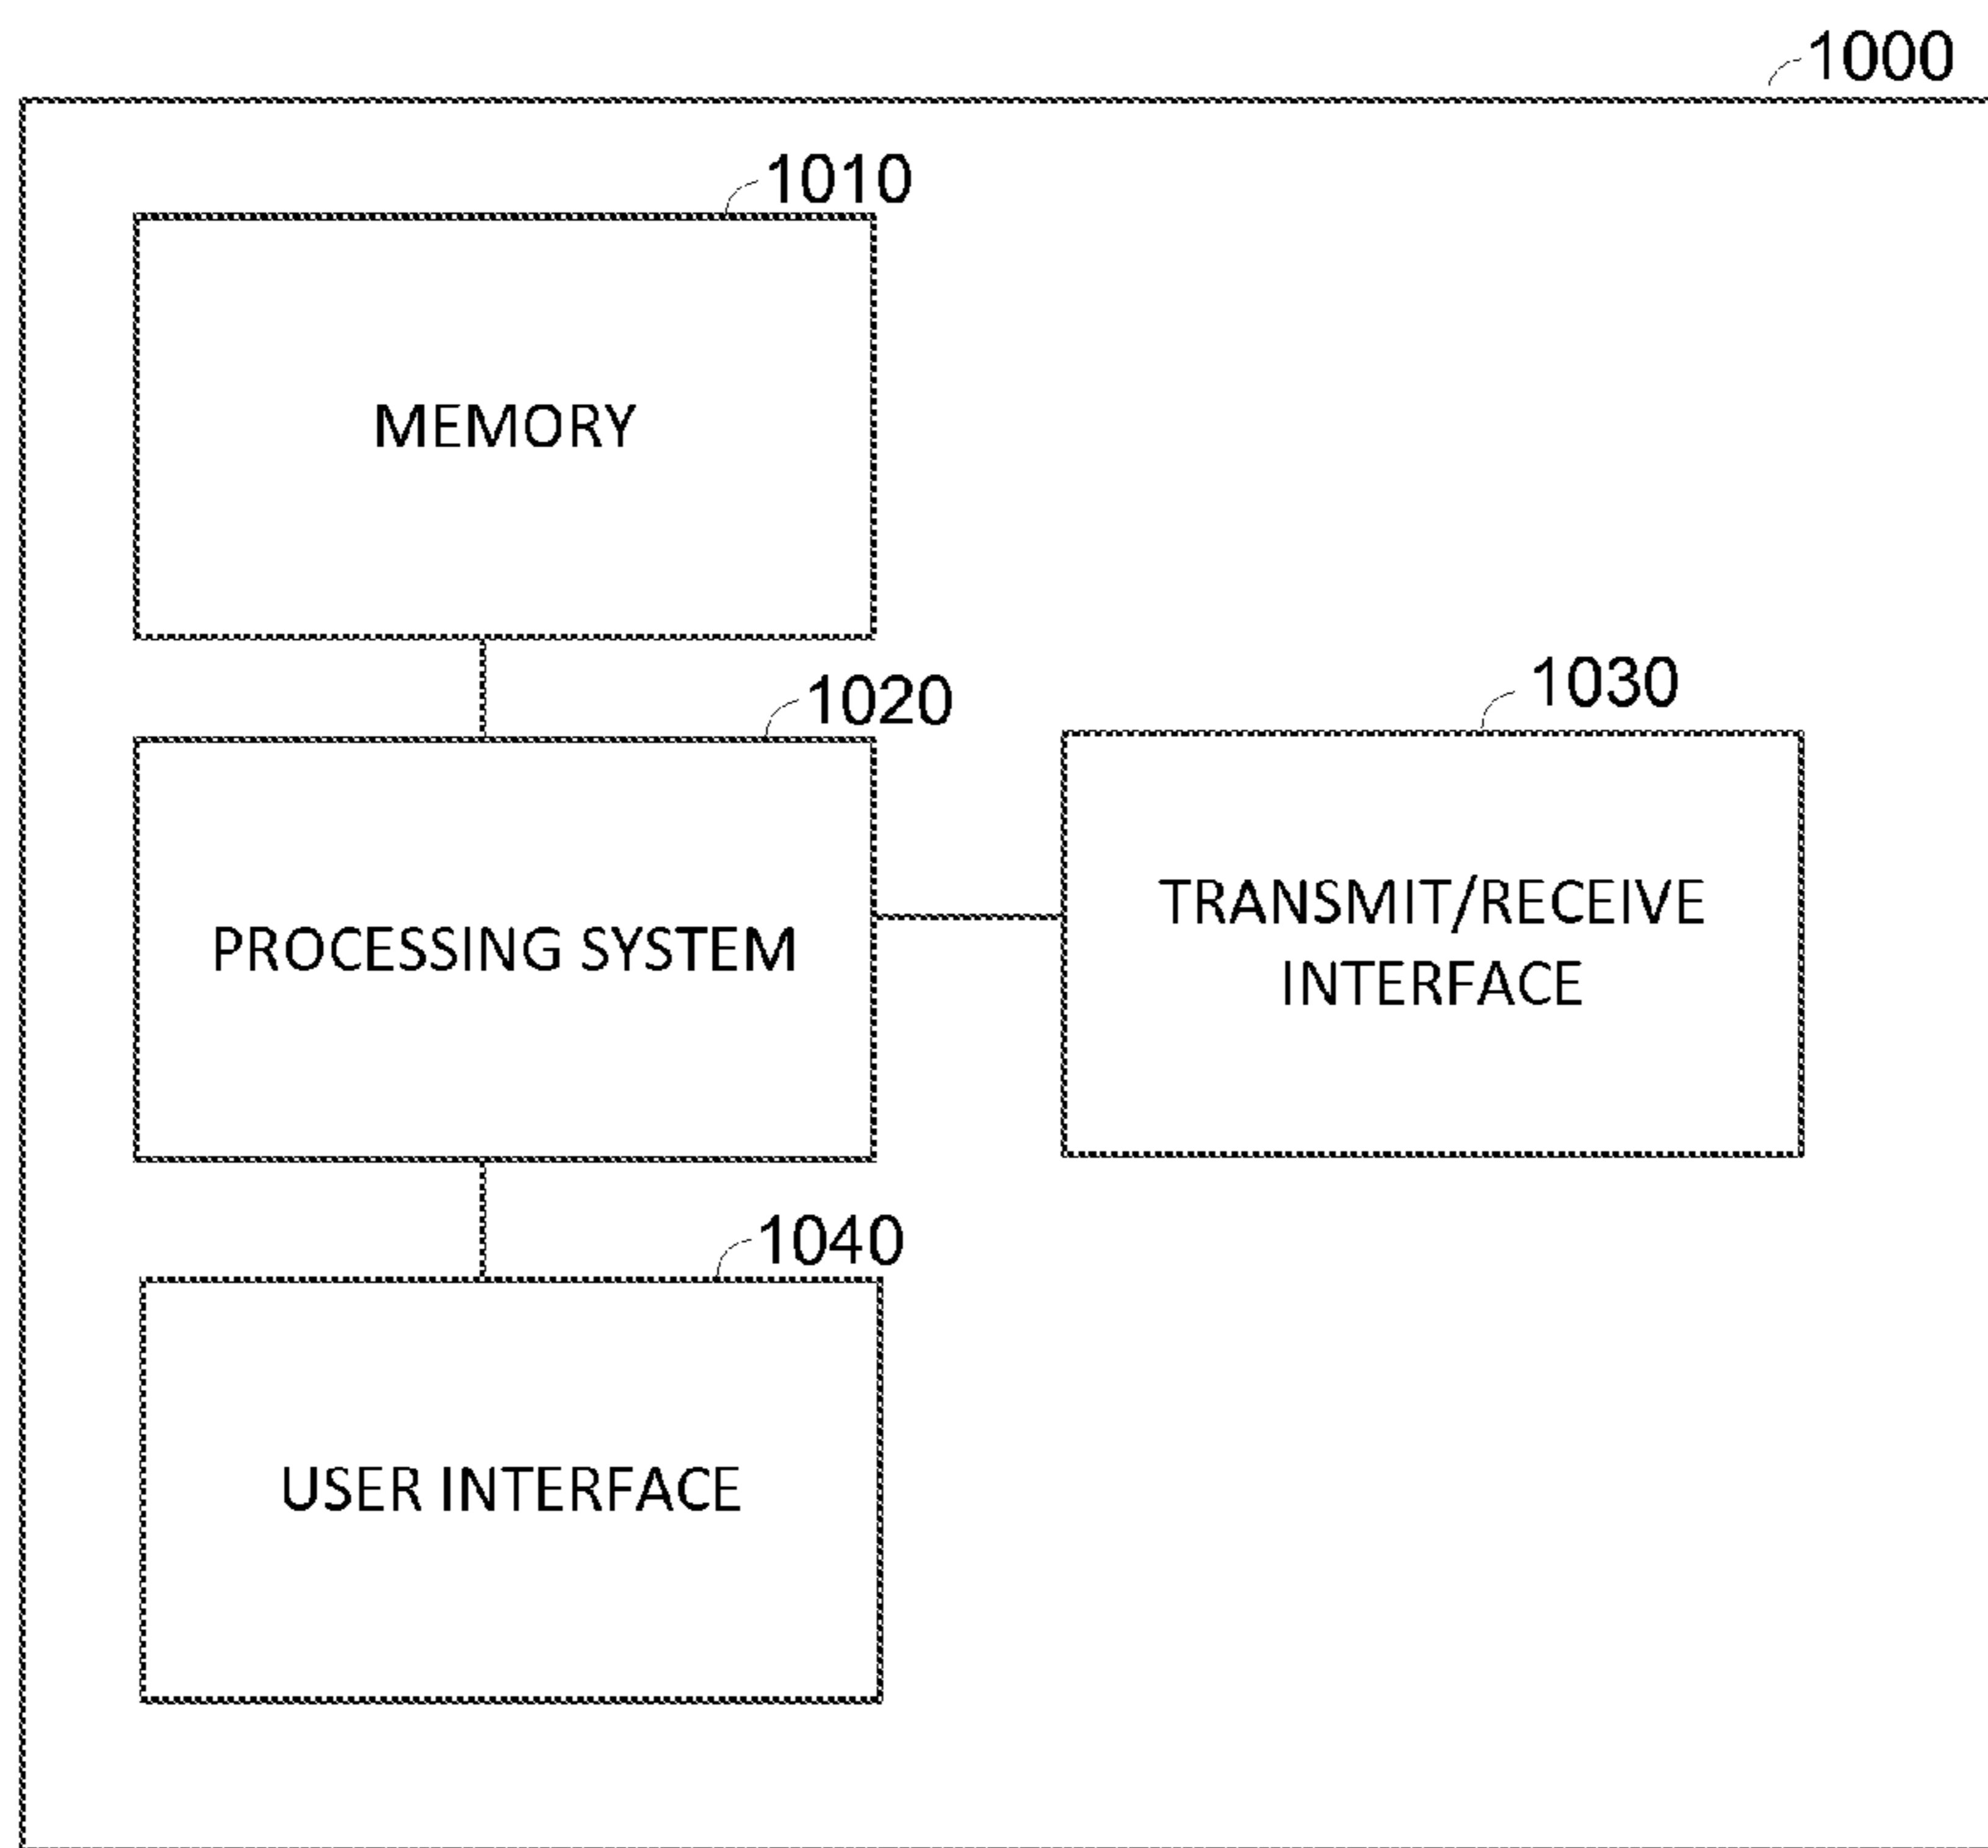 1000
1010
MEMORY
1020
PROCESSING SYSTEM
1030
TRANSMIT/RECEIVE
INTERFACE
1040
USER INTERFACE